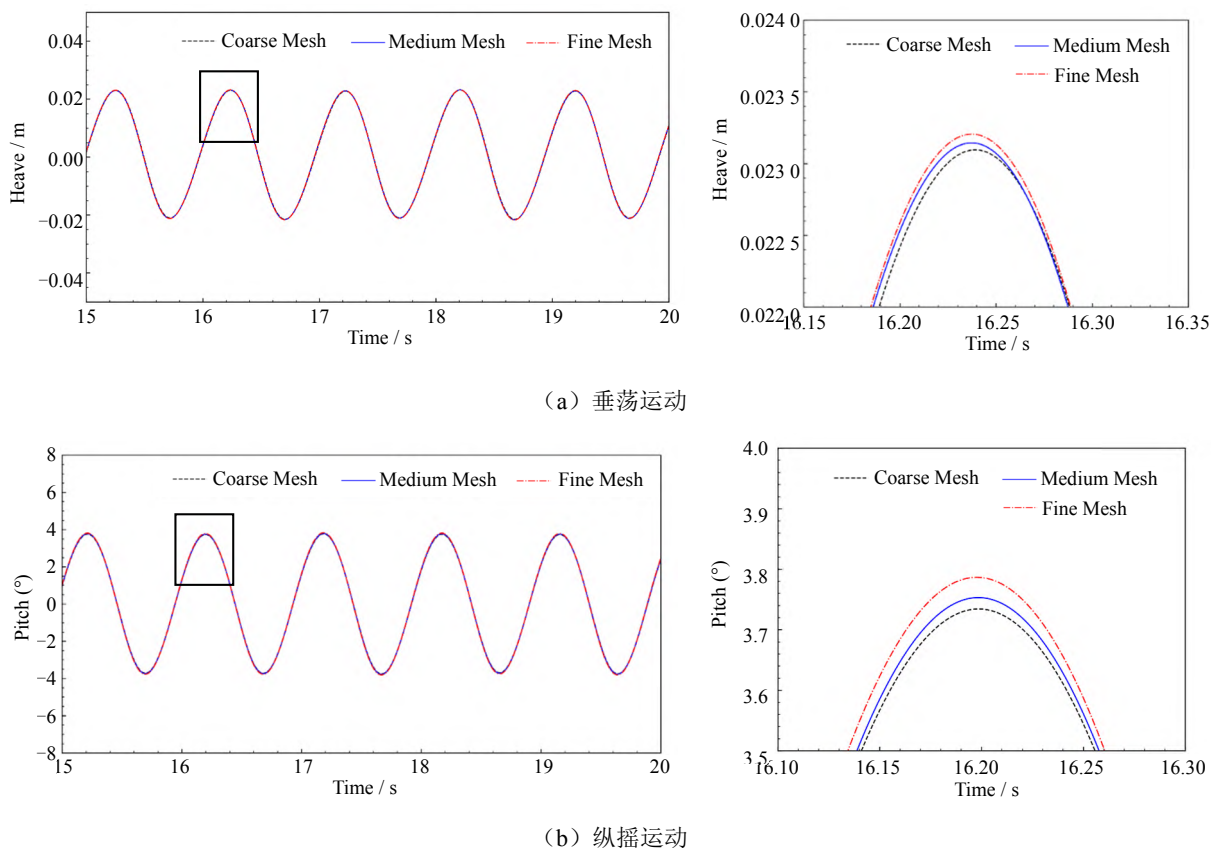 0.04
0.02
0.00
−0.02
−0.04
Heave / m
Coarse Mesh
Medium Mesh
Fine Mesh
15
16
17
18
19
20
Time / s
0.024 0
0.023 5
0.023 0
0.022 5
0.022 0
Heave / m
Coarse Mesh
Medium Mesh
Fine Mesh
16.15
16.20
16.25
16.30
16.35
Time / s
（a）垂荡运动
8
6
4
2
0
−2
−4
−6
−8
Pitch (°)
Coarse Mesh
Medium Mesh
Fine Mesh
15
16
17
18
19
20
Time / s
4.0
3.9
3.8
3.7
3.6
3.5
Pitch (°)
Coarse Mesh
Medium Mesh
Fine Mesh
16.10
16.15
16.20
16.25
16.30
Time / s
（b）纵摇运动